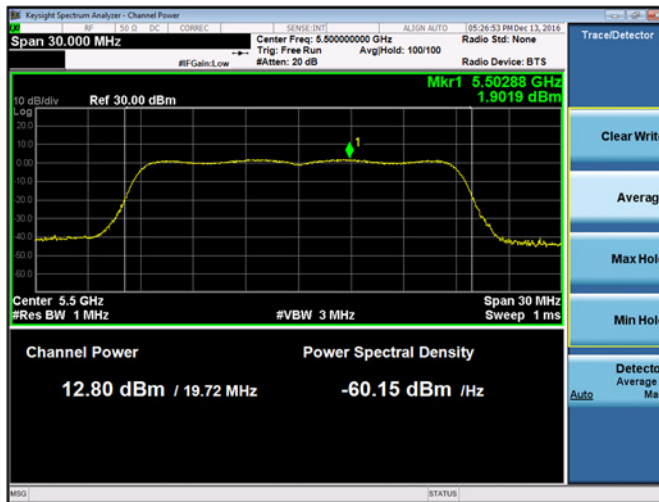 Keysight Spectrum Analyzer - Channel Power
RF 50 Ω DC CORREC SENSE:INT ALIGN AUTO 05:26:53 PM Dec 13, 2016
Span 30.000 MHz
Center Freq: 5.500000000 GHz Radio Std: None
Trig: Free Run Avg|Hold: 100/100
#IFGain:Low #Atten: 20 dB Radio Device: BTS
Trace/Detector
Mkr1 5.50288 GHz
1.9019 dBm
10 dB/div Ref 30.00 dBm
Log
20.0
10.0
0.00
-10.0
-20.0
-30.0
-40.0
-50.0
-60.0
1
Center 5.5 GHz Span 30 MHz
#Res BW 1 MHz #VBW 3 MHz Sweep 1 ms
Channel Power Power Spectral Density
12.80 dBm / 19.72 MHz -60.15 dBm /Hz
Clear Writ
Averag
Max Hol
Min Hol
Detecto
Average
Auto Ma
MSG STATUS